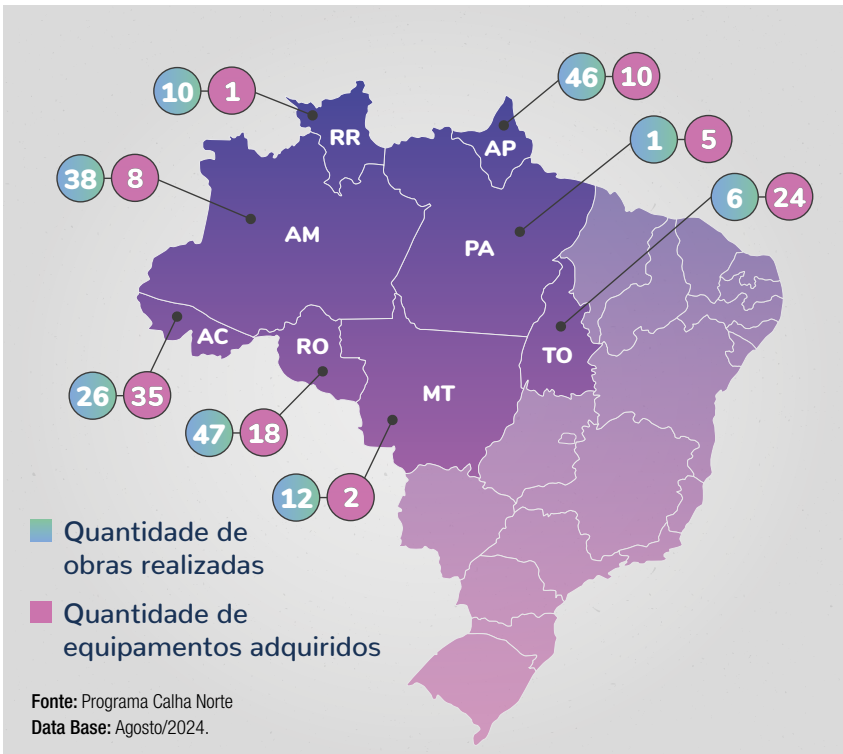 46 10
10 1
RR
AP
1 5
38 8
6 24
AM
PA
AC
RO
TO
MT
26 35
47 18
12 2
Quantidade de
obras realizadas
Quantidade de
equipamentos adquiridos
Fonte: Programa Calha Norte
Data Base: Agosto/2024.